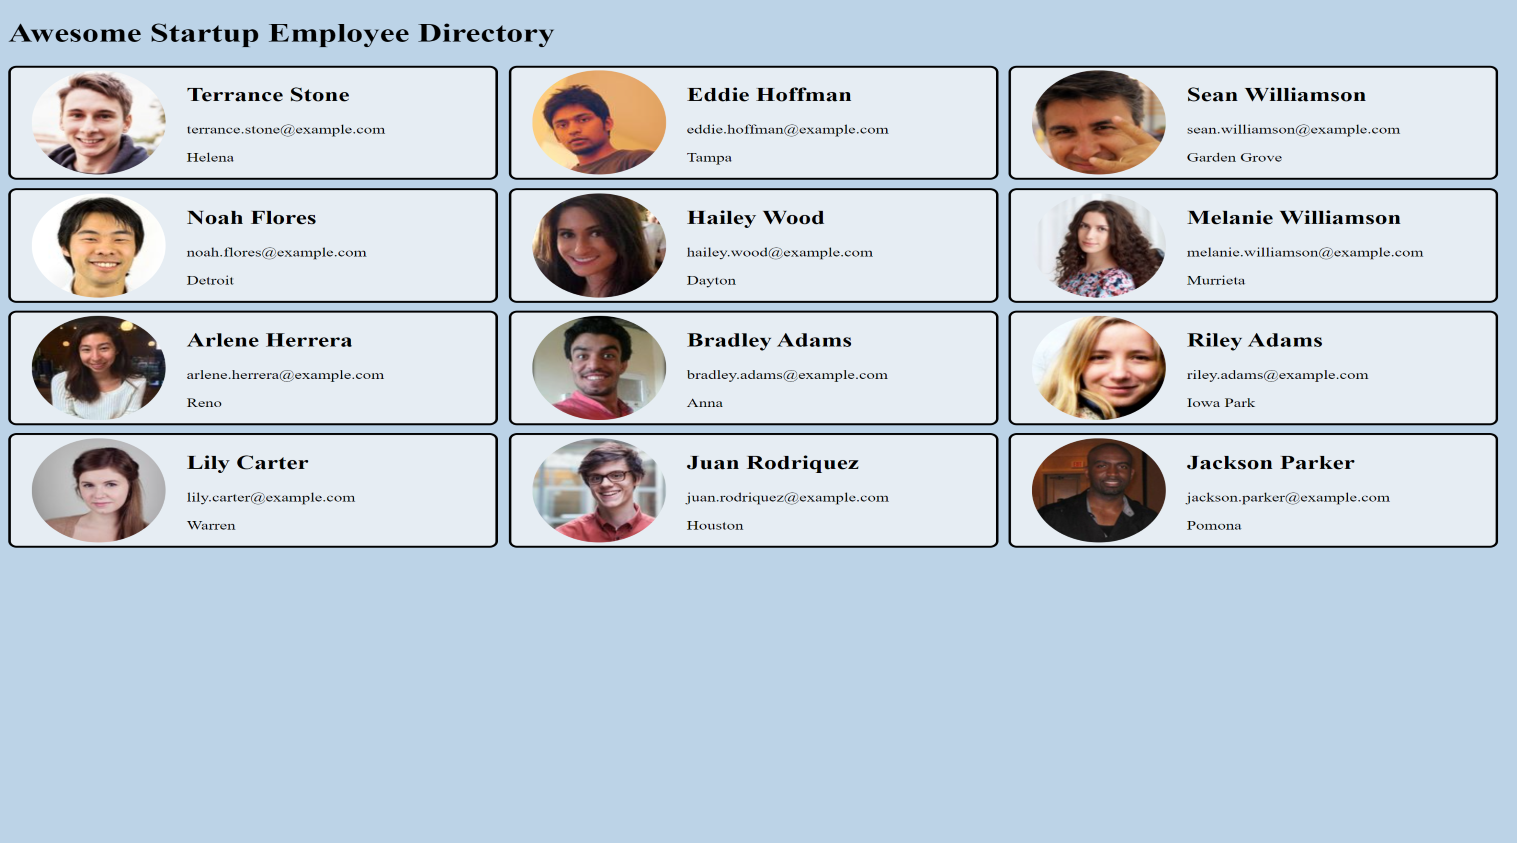 Awesome Startup Employee Directory
Terrance Stone
terrance.stone@example.com
Helena
Eddie Hoffman
eddie.hoffman@example.com
Tampa
Sean Williamson
sean.williamson@example.com
Garden Grove
Noah Flores
noah.flores@example.com
Detroit
Hailey Wood
hailey.wood@example.com
Dayton
Melanie Williamson
melanie.williamson@example.com
Murrieta
Arlene Herrera
arlene.herrera@example.com
Reno
Bradley Adams
bradley.adams@example.com
Anna
Riley Adams
riley.adams@example.com
Iowa Park
Lily Carter
lily.carter@example.com
Warren
Juan Rodriquez
juan.rodriquez@example.com
Houston
Jackson Parker
jackson.parker@example.com
Pomona